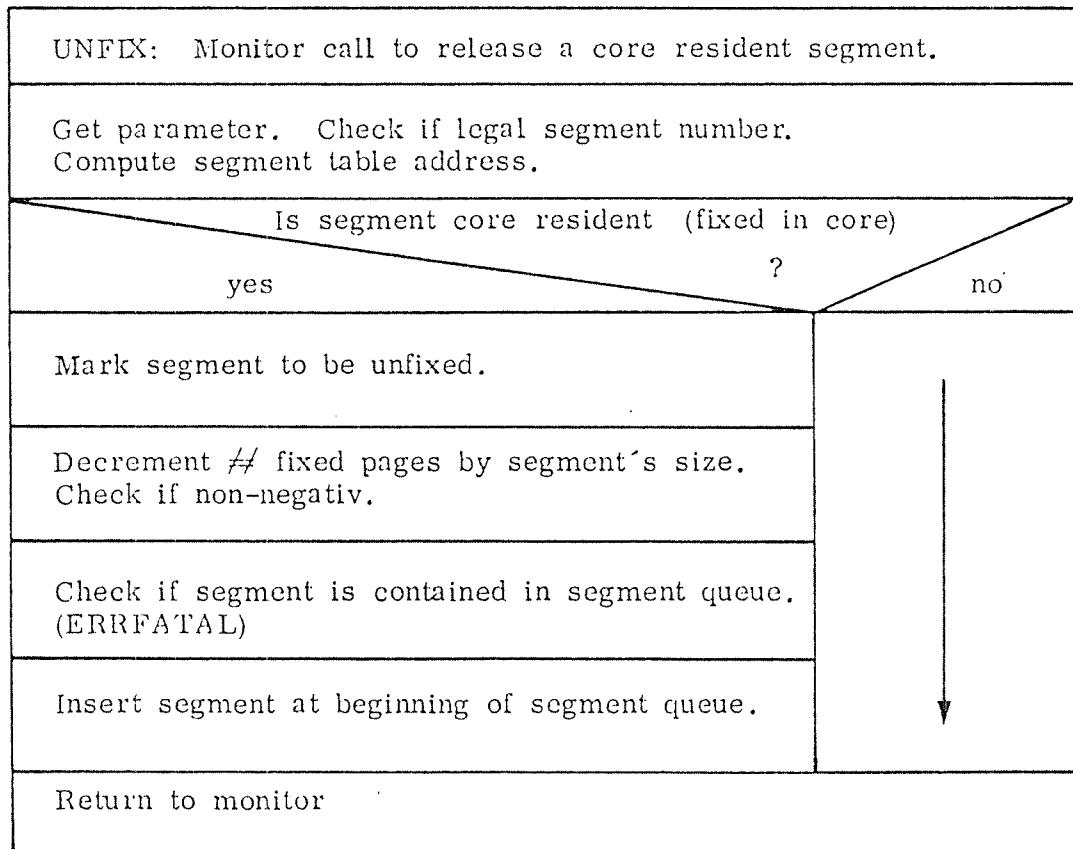 UNFIX: Monitor call to release a core resident segment.
Get parameter. Check if legal segment number.
Compute segment table address.
Is segment core resident (fixed in core)
?
yes
no
Mark segment to be unfixed.
Decrement # fixed pages by segment's size.
Check if non-negativ.
Check if segment is contained in segment queue.
(ERRFATAL)
Insert segment at beginning of segment queue.
Return to monitor